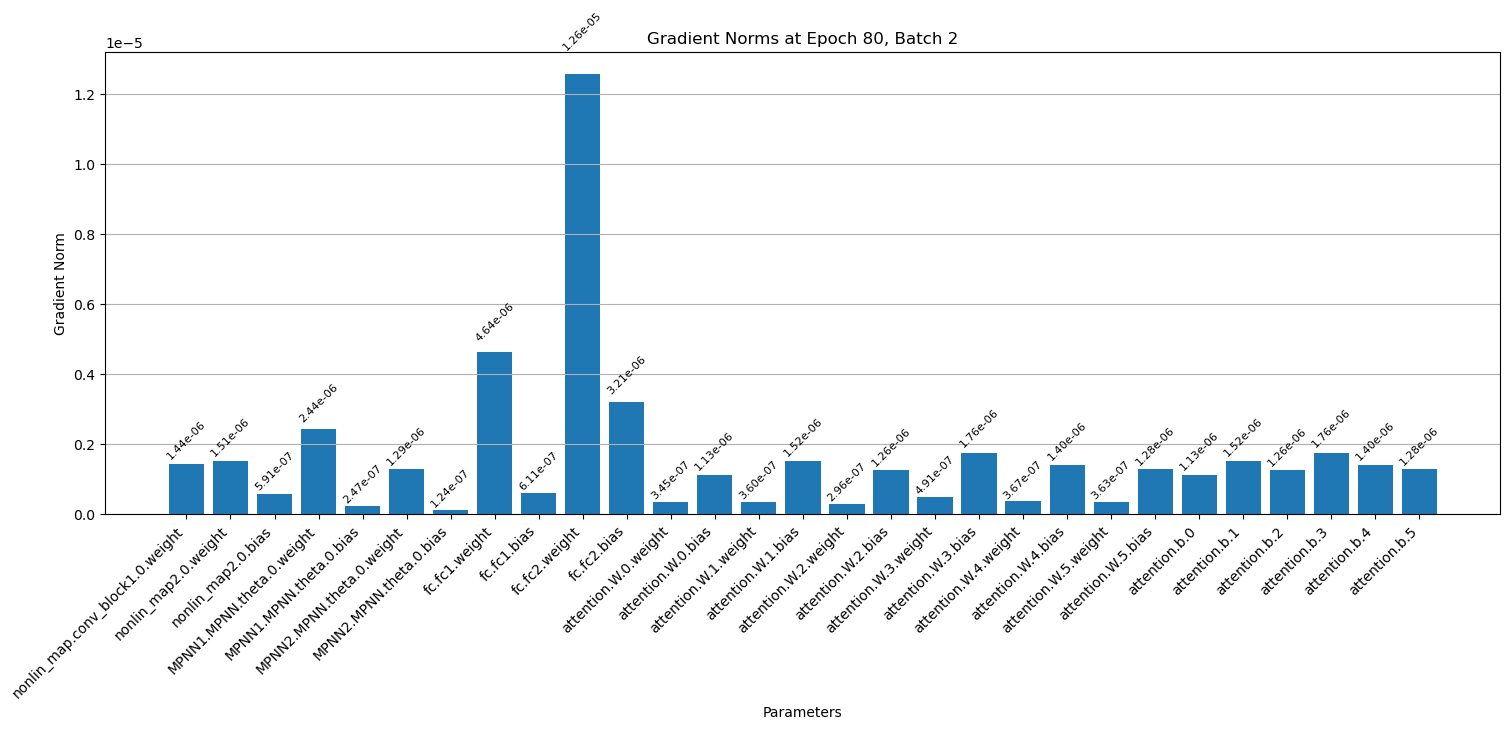 Gradient Norms at Epoch 80, Batch 2
1e−5
1.2
1.0
0.8
0.6
0.4
0.2
0.0
Gradient Norm
1.44e-06
1.51e-06
5.91e-07
2.44e-06
2.47e-07
1.29e-06
1.24e-07
4.64e-06
6.11e-07
1.26e-05
3.21e-06
3.45e-07
1.13e-06
3.60e-07
1.52e-06
2.96e-07
1.26e-06
4.91e-07
1.76e-06
3.67e-07
1.40e-06
3.63e-07
1.28e-06
1.13e-06
1.52e-06
1.26e-06
1.76e-06
1.40e-06
1.28e-06
nonlin_map.conv_block1.0.weight
nonlin_map2.0.weight
nonlin_map2.0.bias
MPNN1.MPNN.theta.0.weight
MPNN1.MPNN.theta.0.bias
MPNN2.MPNN.theta.0.weight
MPNN2.MPNN.theta.0.bias
fc.fc1.weight
fc.fc1.bias
fc.fc2.weight
fc.fc2.bias
attention.W.0.weight
attention.W.0.bias
attention.W.1.weight
attention.W.1.bias
attention.W.2.weight
attention.W.2.bias
attention.W.3.weight
attention.W.3.bias
attention.W.4.weight
attention.W.4.bias
attention.W.5.weight
attention.W.5.bias
attention.b.0
attention.b.1
attention.b.2
attention.b.3
attention.b.4
attention.b.5
Parameters